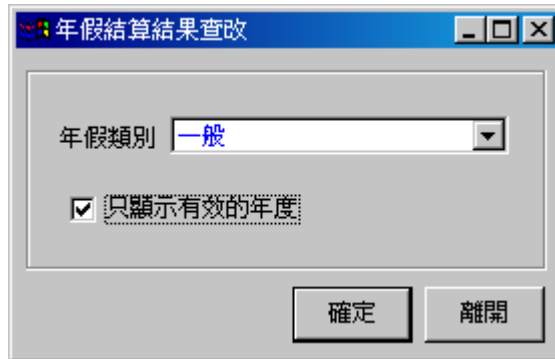 年假結算結果查改
年假類別 一般
只顯示有效的年度
確定 離開